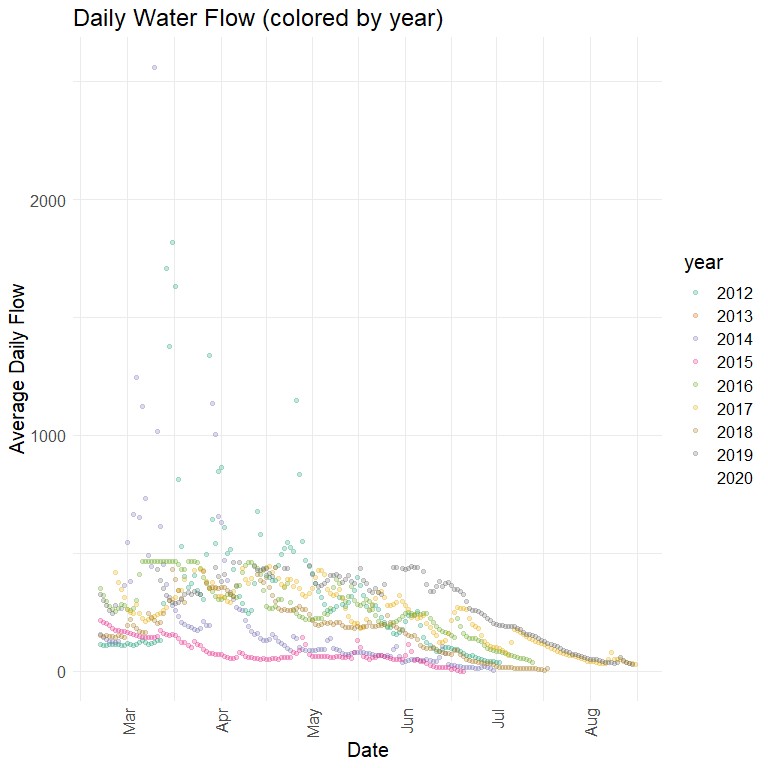 Daily Water Flow (colored by year)
Average Daily Flow
2000
1000
0
Mar
Apr
May
Jun
Jul
Aug
Date
year
2012
2013
2014
2015
2016
2017
2018
2019
2020